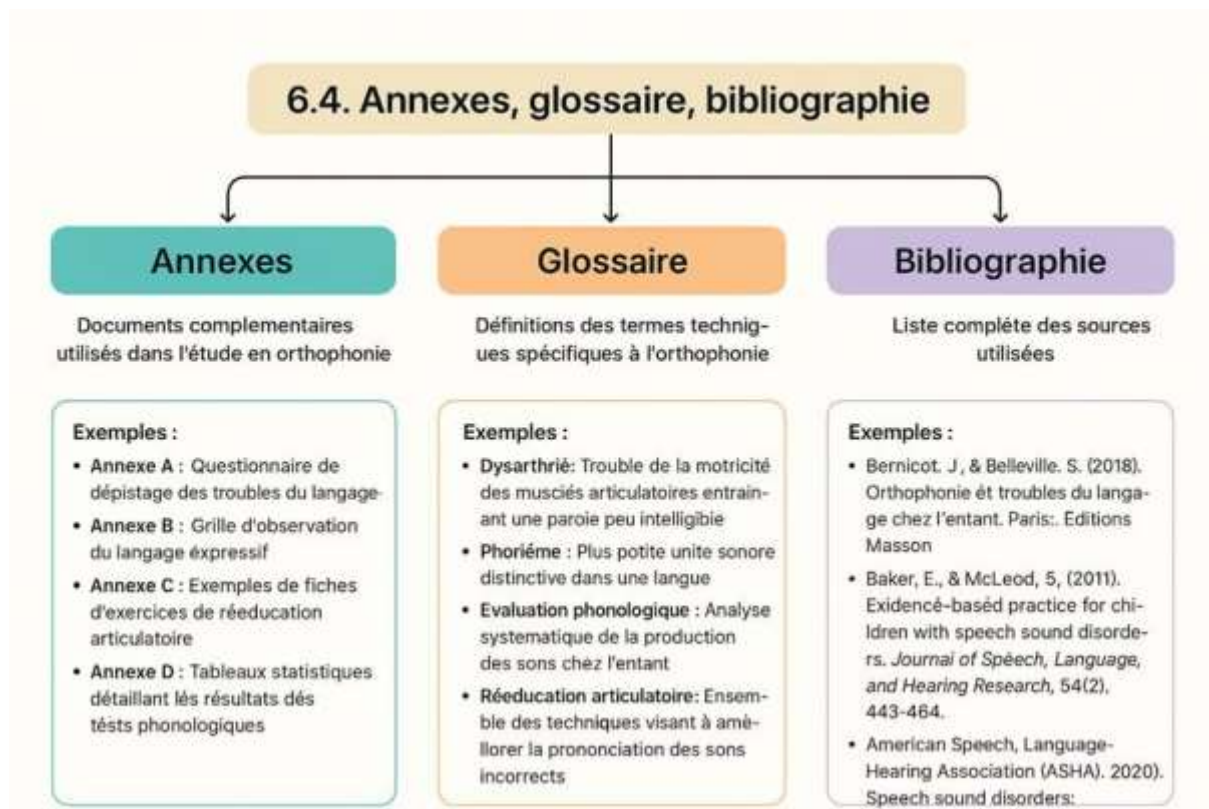 6.4. Annexes, glossaire, bibliographie
Annexes
Documents complementaires
utilisés dans l'étude en orthophonie
Exemples :
• Annexe A : Questionnaire de
dépistage des troubles du langage
• Annexe B : Grille d'observation
du langage éxpressif
• Annexe C : Exemples de fiches
d'exercices de réeducation
articulatoire
• Annexe D : Tableaux statistiques
détaillant lés résultats dés
tésts phonologiques
Glossaire
Définitions des termes techniq-
ues spécifiques à l'orthophonie
Exemples :
• Dysarthrié: Trouble de la motricité
des musciés articulatoires entrain-
ant une paroie peu intelligibie
• Phoriéme : Plus potite unite sonore
distinctive dans une langue
• Evaluation phonologique : Analyse
systematique de la production
des sons chez l'entant
• Réeducation articulatoire: Ensem-
ble des techniques visant à amè-
llorer la prononciation des sons
incorrects
Bibliographie
Liste compléte des sources
utilisées
Exemples :
• Bernicot. J, & Belleville. S. (2018).
Orthophonie ét troubles du langa-
ge chez l'entant. Paris:. Editions
Masson
• Baker, E., & McLeod, 5, (2011).
Exidencé-baséd practice for chi-
ldren with speech sound disorde-
rs. Journai of Spèech, Language,
and Hearing Research, 54(2),
443-464.
• American Speech, Language-
Hearing Association (ASHA). 2020).
Speech sound disorders: